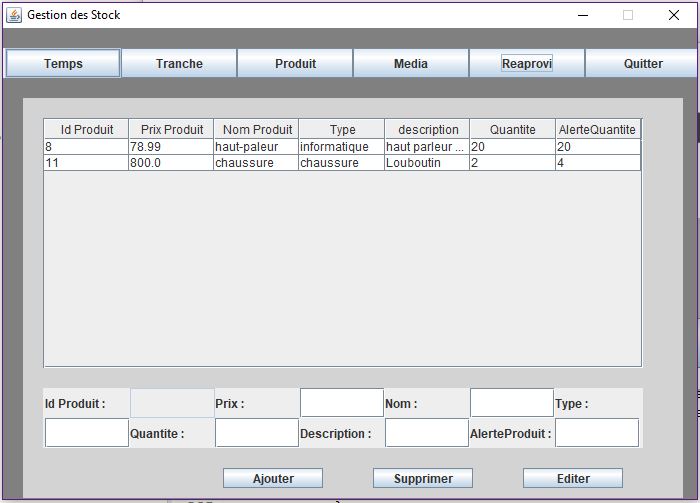 Gestion des Stock
Temps Tranche Produit Media Reaprovi Quitter
Id Produit Prix Produit Nom Produit Type description Quantite AlerteQuantite
8 78.99 haut-paleur informatique haut parleur ... 20 20
11 800.0 chaussure chaussure Louboutin 2 4
Id Produit : Prix : Nom : Type :
Quantite : Description : AlerteProduit :
Ajouter Supprimer Editer